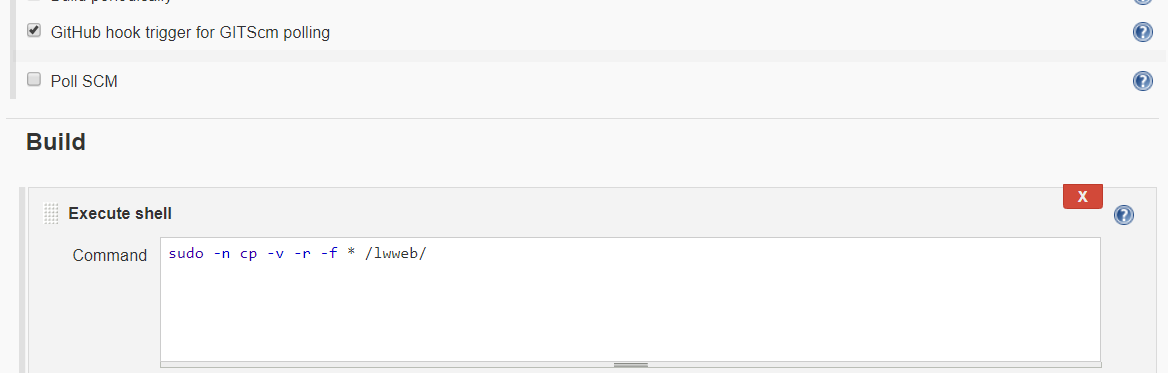 GitHub hook trigger for GITScm polling
Poll SCM
Build
X
Execute shell
Command
sudo -n cp -v -r -f * /lwweb/